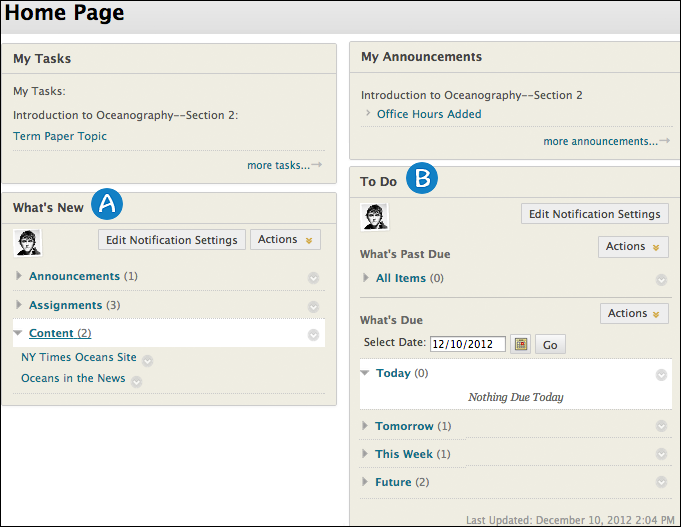 Home Page
My Tasks
My Tasks:
Introduction to Oceanography--Section 2:
Term Paper Topic
more tasks...
What's New A
Edit Notification Settings Actions
Announcements (1)
Assignments (3)
Content (2)
NY Times Oceans Site
Oceans in the News
My Announcements
Introduction to Oceanography--Section 2
Office Hours Added
more announcements...
To Do B
Edit Notification Settings
What's Past Due Actions
All Items (0)
What's Due Actions
Select Date: 12/10/2012 Go
Today (0)
Nothing Due Today
Tomorrow (1)
This Week (1)
Future (2)
Last Updated: December 10, 2012 2:04 PM